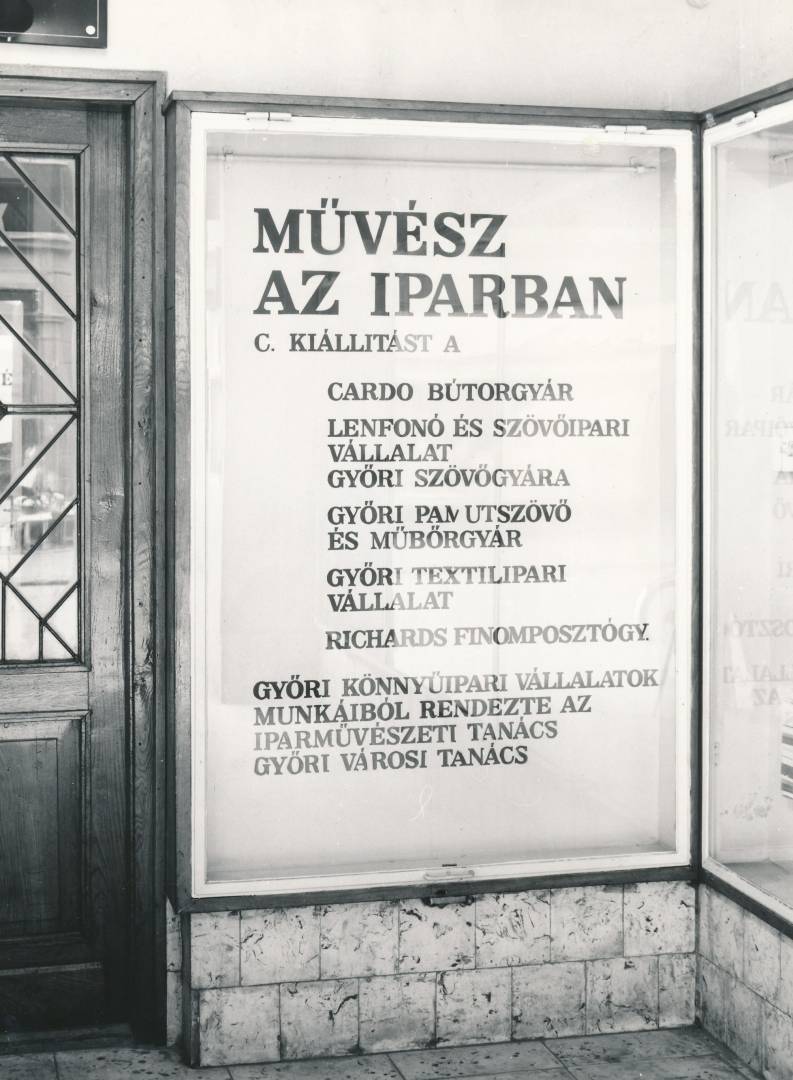 MŰVÉSZ
AZ IPARBAN
C. KIÁLLITÁST A
CARDO BÚTORGYÁR
LENFONÓ ÉS SZÖVŐIPARI
VÁLLALAT
GYŐRI SZÖVŐGYÁRA
GYŐRI PAMUTSZÖVŐ
ÉS MŰBŐRGYÁR
GYŐRI TEXTILIPARI
VÁLLALAT
RICHARDS FINOMPOSZTÓGY.
GYŐRI KÖNNYŰIPARI VÁLLALATOK
MUNKÁIBÓL RENDEZTE AZ
IPARMŰVÉSZETI TANÁCS
GYŐRI VÁROSI TANÁCS